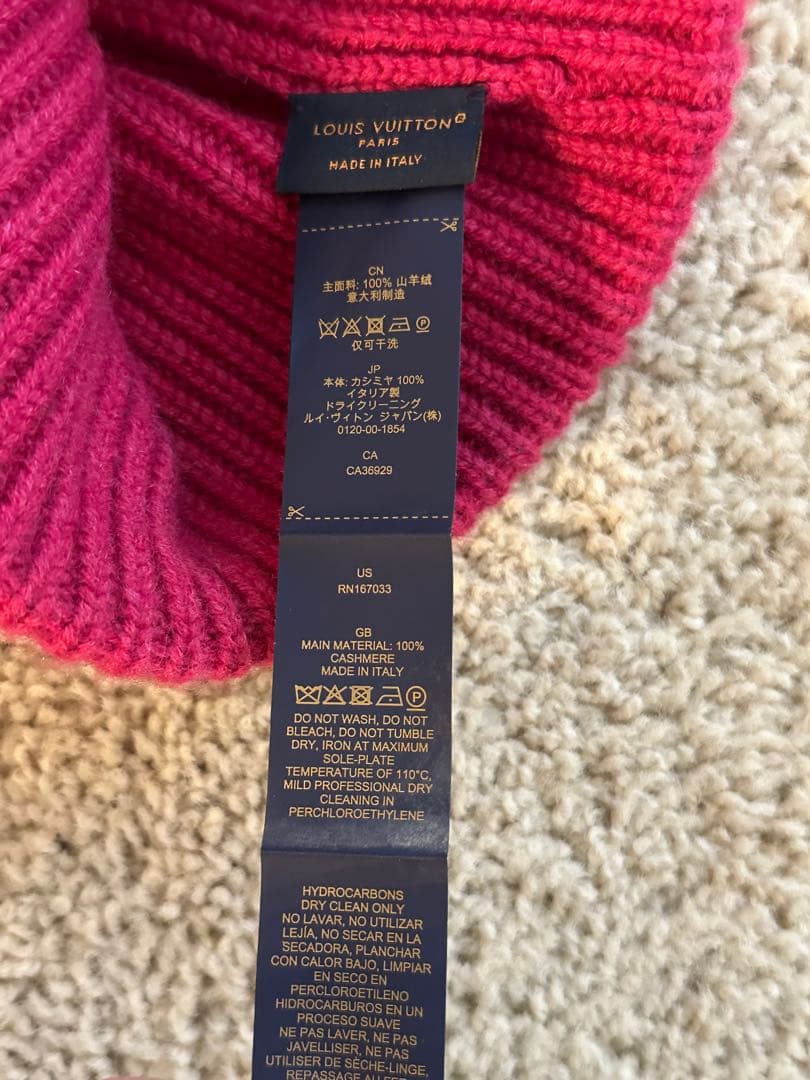 LOUIS VUITTON®
PARIS
MADE IN ITALY
CN
主面料: 100% 山羊绒
意大利制造
仅可干洗
JP
本体: カシミヤ 100%
イタリア製
ドライクリーニング
ルイ・ヴィトン ジャパン(株)
0120-00-1854
CA
CA36929
US
RN167033
GB
MAIN MATERIAL: 100%
CASHMERE
MADE IN ITALY
P
DO NOT WASH, DO NOT
BLEACH, DO NOT TUMBLE
DRY, IRON AT MAXIMUM
SOLE-PLATE
TEMPERATURE OF 110°C,
MILD PROFESSIONAL DRY
CLEANING IN
PERCHLOROETHYLENE
HYDROCARBONS
DRY CLEAN ONLY
NO LAVAR, NO UTILIZAR
LEJÍA, NO SECAR EN LA
SECADORA, PLANCHAR
CON CALOR BAJO, LIMPIAR
EN SECO EN
PERCLOROETILENO
HIDROCARBUROS EN UN
PROCESO SUAVE
NE PAS LAVER, NE PAS
JAVELLISER, NE PAS
UTILISER DE SÈCHE-LINGE,
REPASSAGE